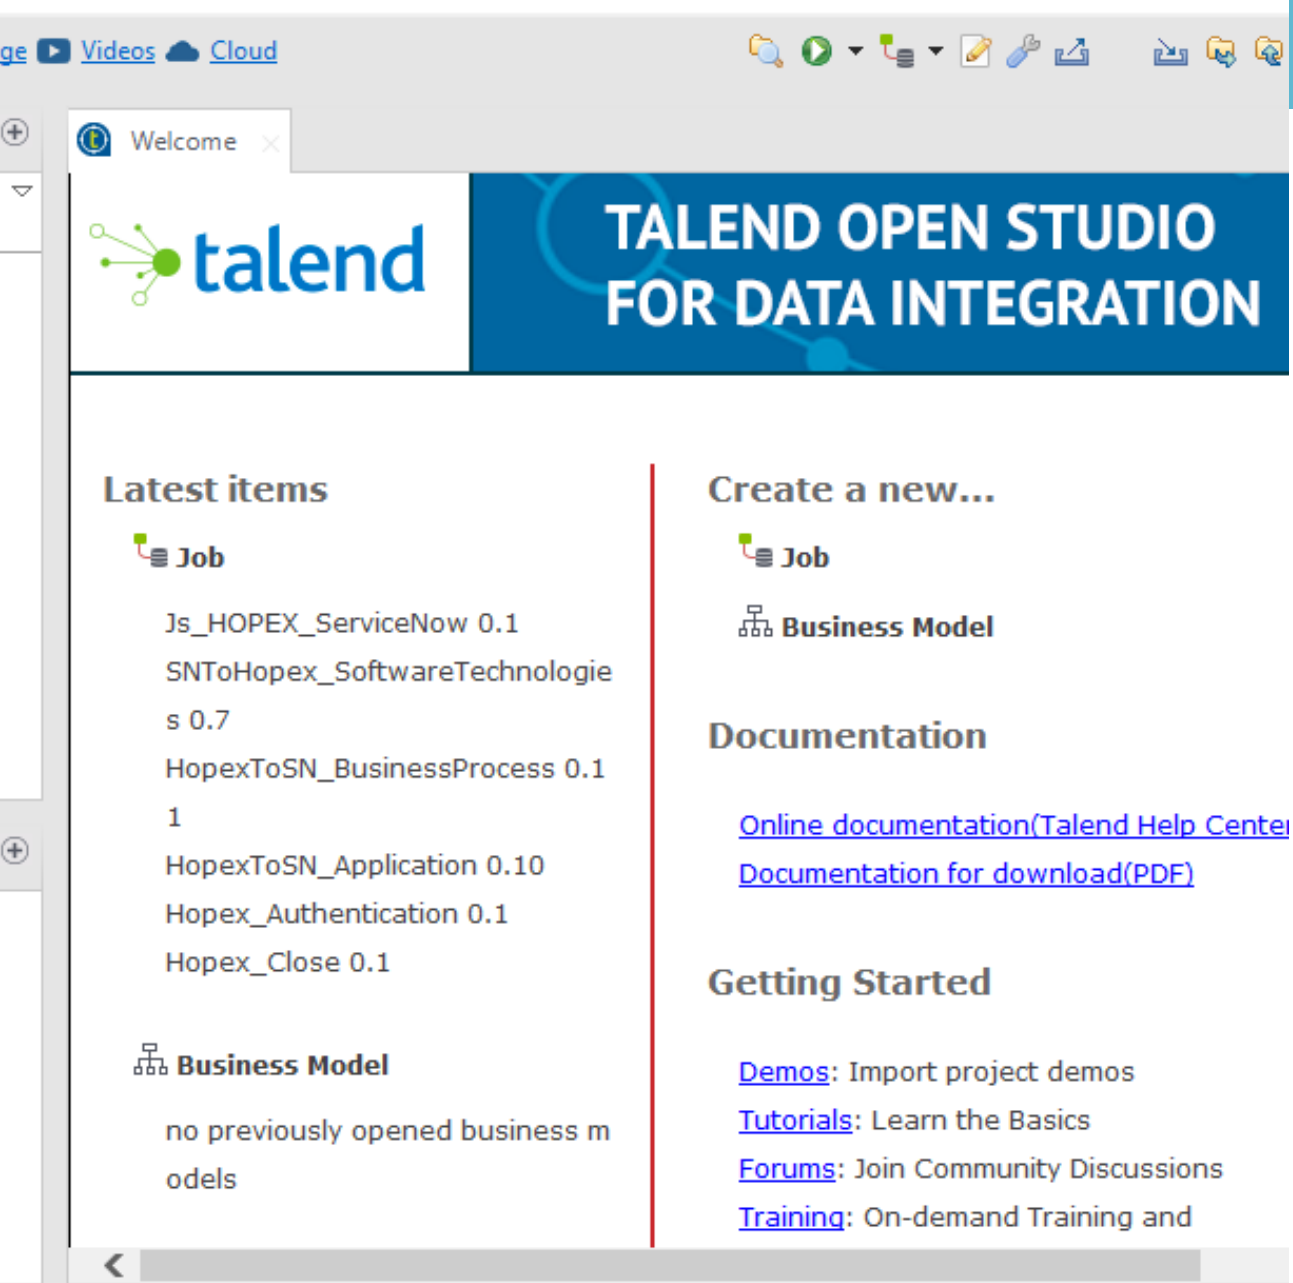 ge Videos Cloud
Welcome
talend
TALEND OPEN STUDIO
FOR DATA INTEGRATION
Latest items
Job
Js_HOPEX_ServiceNow 0.1
SNToHopex_SoftwareTechnologie
s 0.7
HopexToSN_BusinessProcess 0.1
1
HopexToSN_Application 0.10
Hopex_Authentication 0.1
Hopex_Close 0.1
Business Model
no previously opened business m
odels
Create a new...
Job
Business Model
Documentation
Online documentation(Talend Help Center
Documentation for download(PDF)
Getting Started
Demos: Import project demos
Tutorials: Learn the Basics
Forums: Join Community Discussions
Training: On-demand Training and